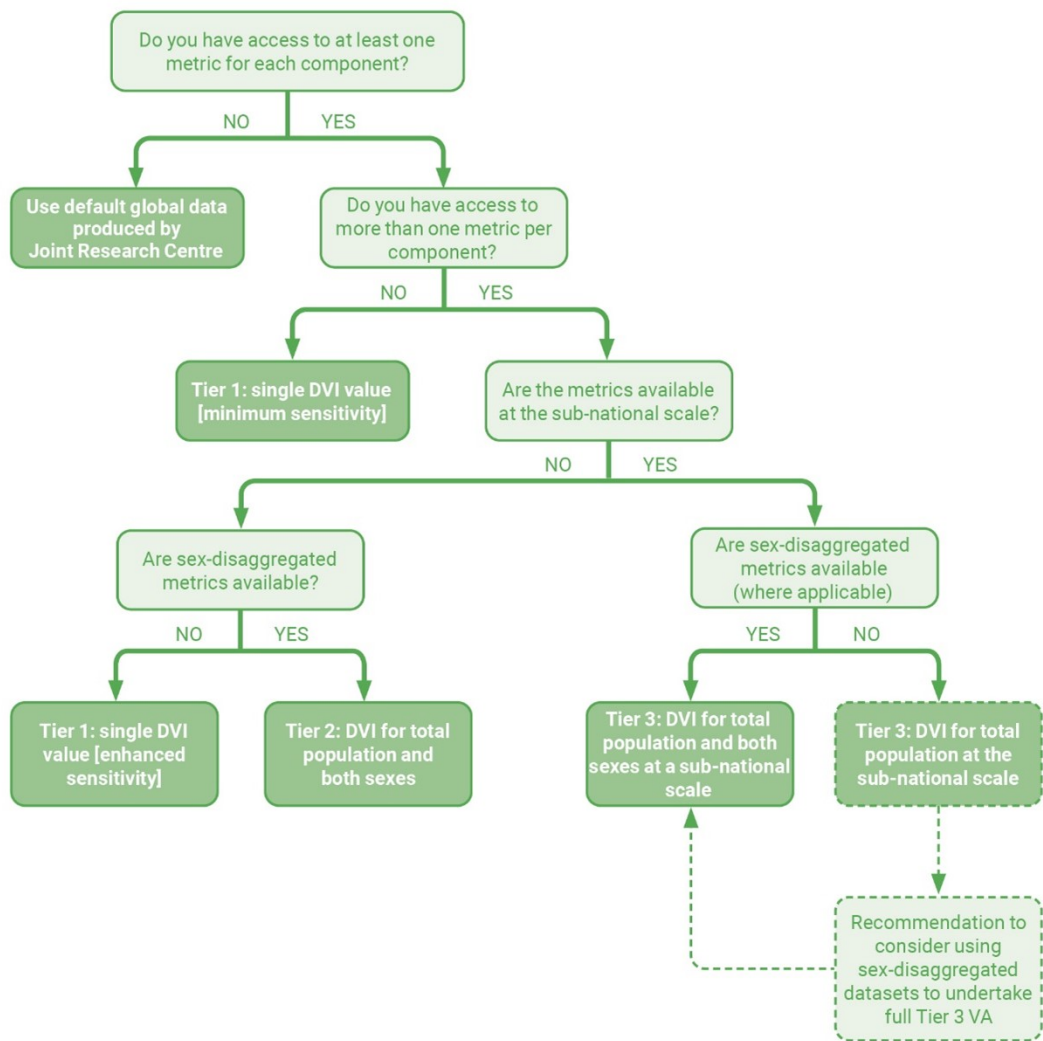 Do you have access to at least one
metric for each component?
NO
YES
Use default global data
produced by
Joint Research Centre
Do you have access to
more than one metric per
component?
NO
YES
Tier 1: single DVI value
[minimum sensitivity]
Are the metrics available
at the sub-national scale?
NO
YES
Are sex-disaggregated
metrics available?
Are sex-disaggregated
metrics available
(where applicable)
NO
YES
YES
NO
Tier 1: single DVI
value [enhanced
sensitivity]
Tier 2: DVI for total
population and
both sexes
Tier 3: DVI for total
population and both
sexes at a sub-national
scale
Tier 3: DVI for total
population at the
sub-national scale
Recommendation to
consider using
sex-disaggregated
datasets to undertake
full Tier 3 VA